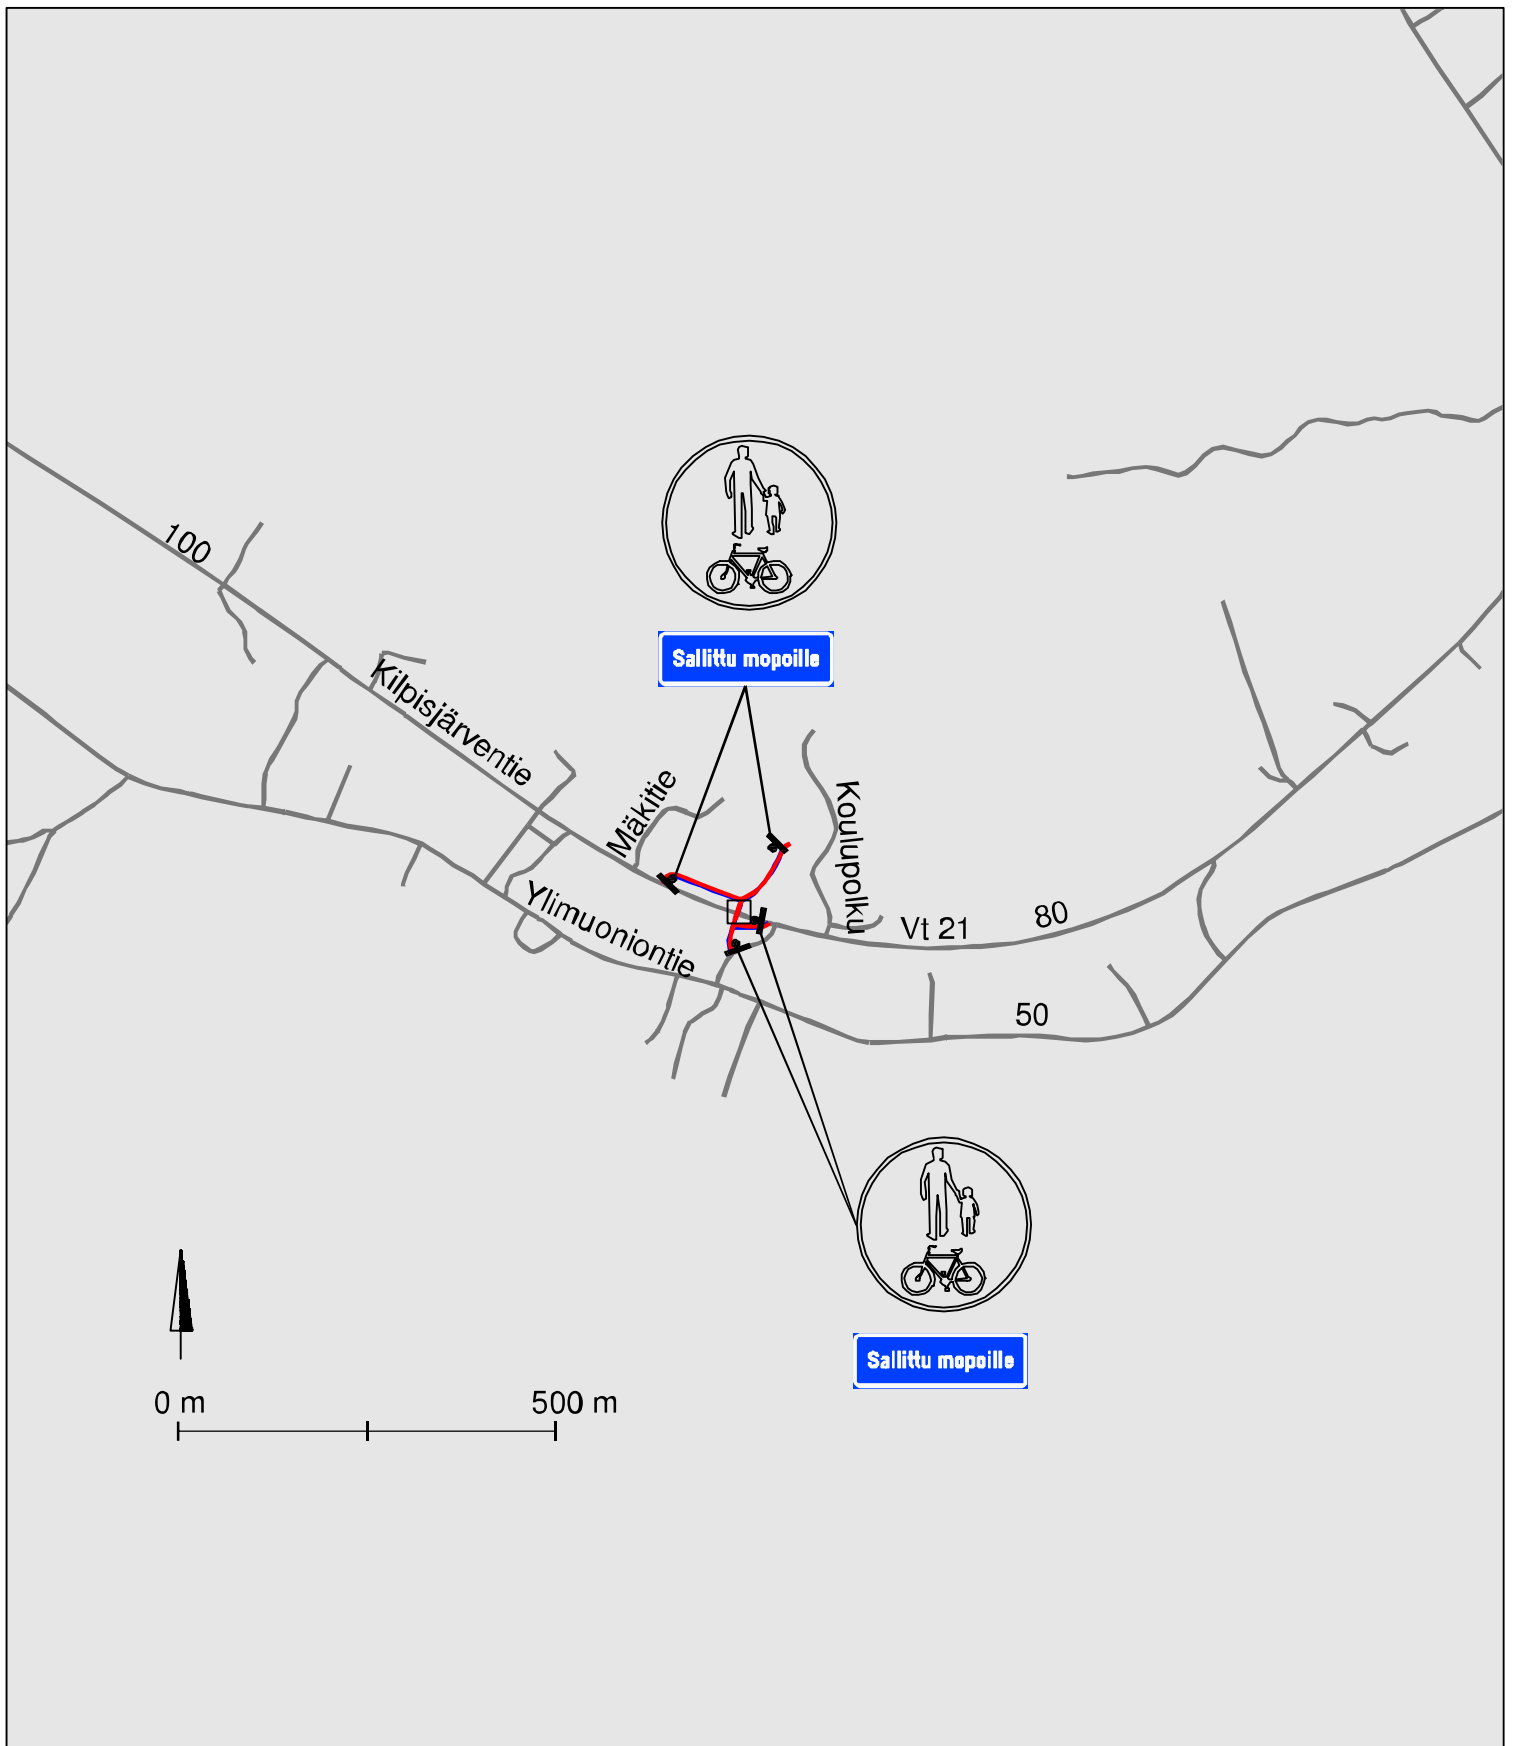 100
Kilpisjärventie
Sallittu mopoille
Mäkitie
Koulupolku
Ylimuoniontie
Vt 21
80
50
Sallittu mopoille
0 m
500 m